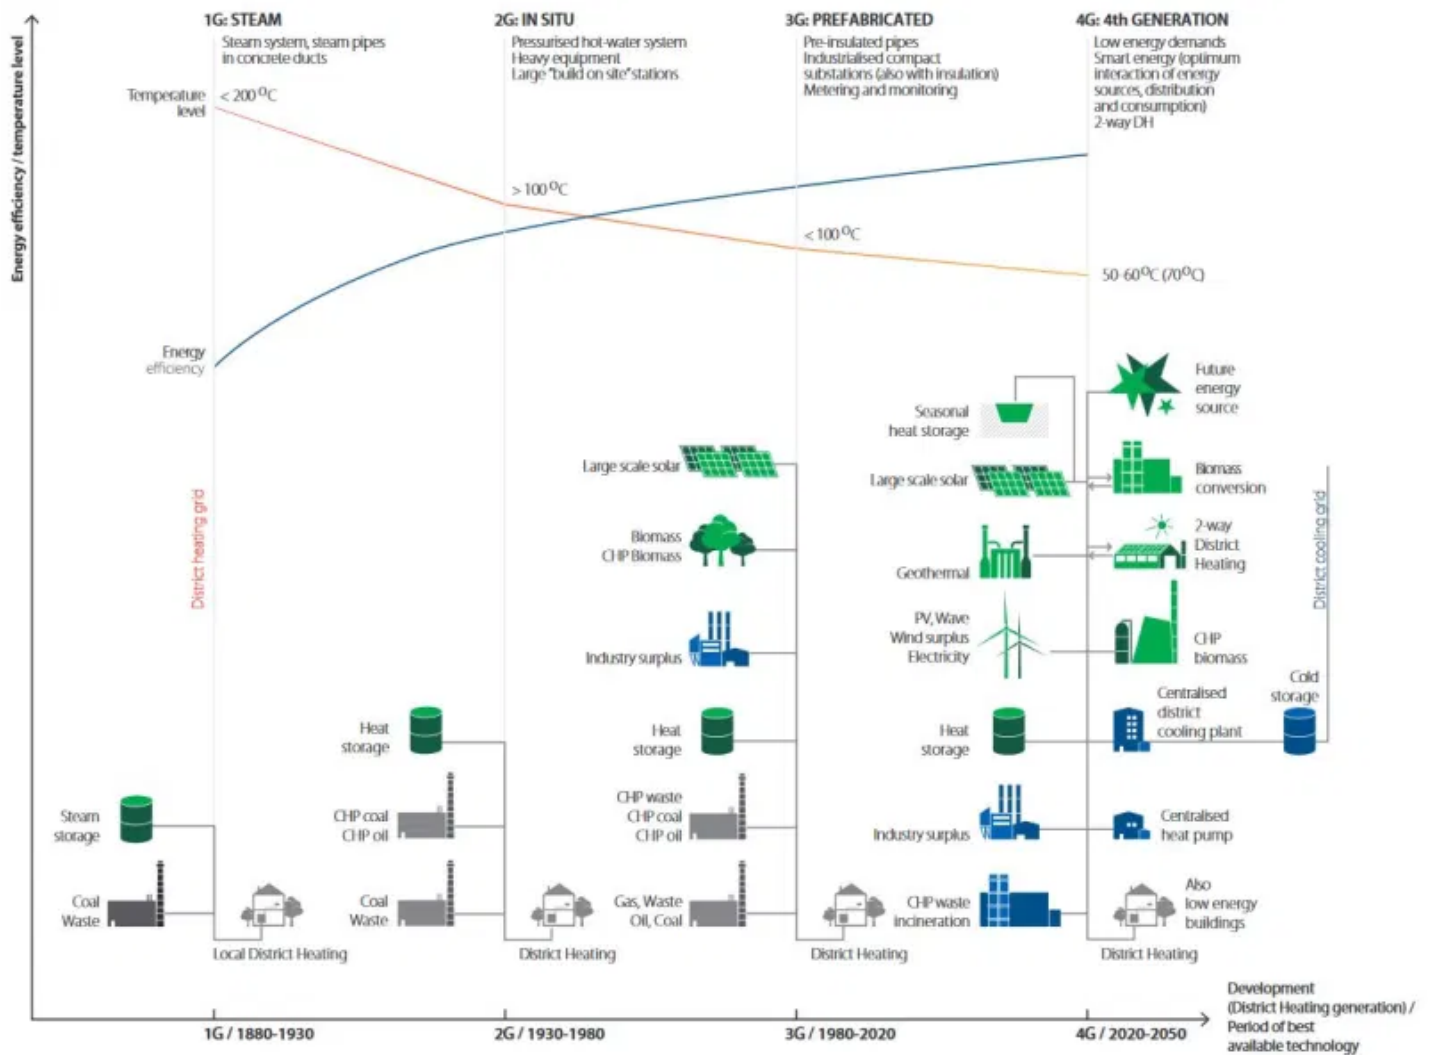 1G: STEAM
Steam system, steam pipes
in concrete ducts
2G: IN SITU
Pressurised hot-water system
Heavy equipment
Large "build on site" stations
3G: PREFABRICATED
Pre-insulated pipes
Industrialised compact
substations (also with insulation)
Metering and monitoring
4G: 4th GENERATION
Low energy demands
Smart energy (optimum
interaction of energy
sources, distribution
and consumption)
2-way DH
Energy efficiency / temperature level
Temperature
level
< 200 °C
> 100 °C
< 100 °C
50-60°C (70°C)
Energy
efficiency
District heating grid
Steam
storage
Coal
Waste
Local District Heating
Heat
storage
CHP coal
CHP oil
Coal
Waste
District Heating
Large scale solar
Biomass
CHP Biomass
Industry surplus
Heat
storage
CHP waste
CHP coal
CHP oil
Gas, Waste
Oil, Coal
District Heating
Seasonal
heat storage
Large scale solar
Geothermal
PV, Wave
Wind surplus
Electricity
Heat
storage
Industry surplus
CHP waste
incineration
Future
energy
source
Biomass
conversion
2-way
District
Heating
CHP
biomass
Centralised
district
cooling plant
Cold
storage
District cooling grid
Centralised
heat pump
Also
low energy
buildings
District Heating
1G / 1880-1930
2G / 1930-1980
3G / 1980-2020
4G / 2020-2050
Development
(District Heating generation) /
Period of best
available technology